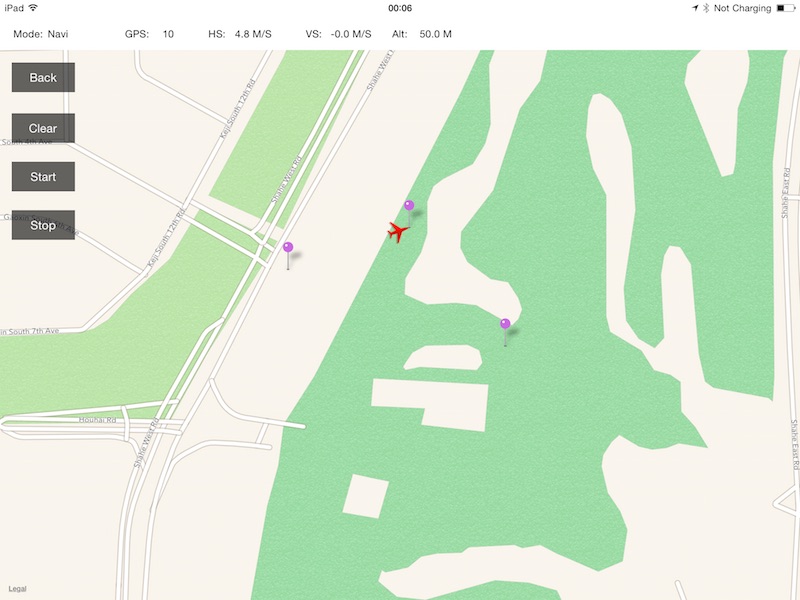 iPad 00:06 Not Charging
Mode: Navi GPS: 10 HS: 4.8 M/S VS: -0.0 M/S Alt: 50.0 M
Back
Clear
Start
Stop
Keji South 12th Rd
Shahe West Rd
South 4th Ave
Shahe West Rd
Shahe East Rd
Keji South 12th Rd
in South 7th Ave
Houhai Rd
Shahe West Rd
Shahe East Rd
Legal